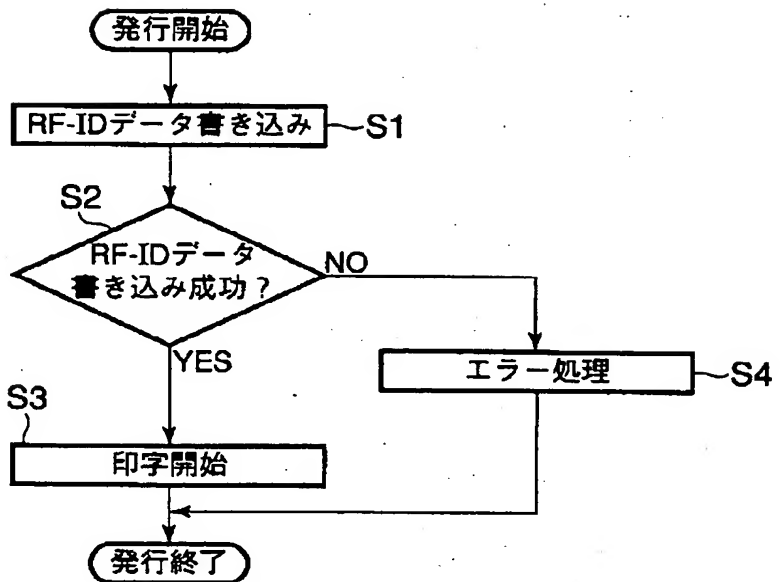 発行開始
RF-IDデータ書き込み
S1
S2
RF-IDデータ
書き込み成功?
NO
YES
エラー処理
S4
S3
印字開始
発行終了